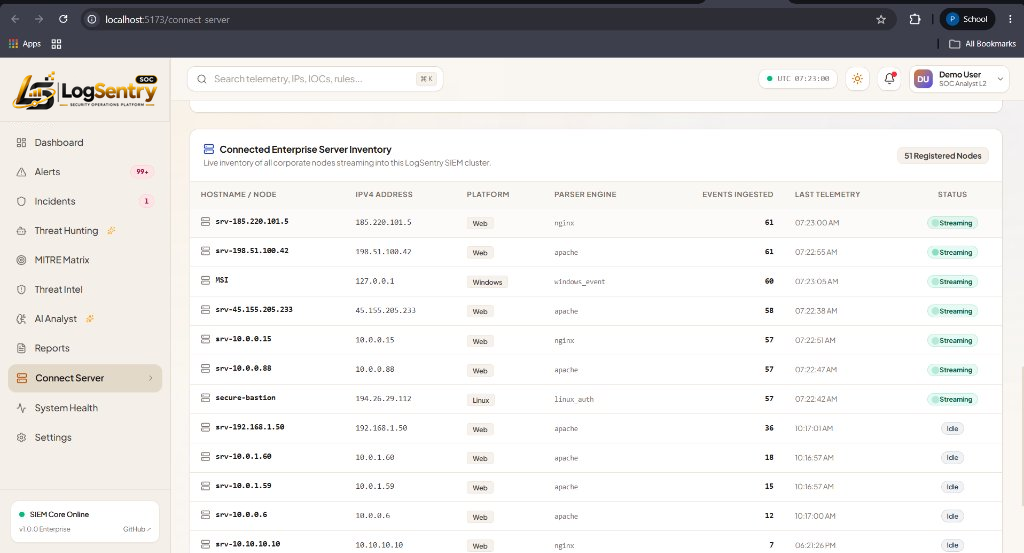 localhost:5173/connect-server
P School
Apps
All Bookmarks
LS LogSentry SOC
SECURITY OPERATIONS PLATFORM
Search telemetry, IPs, IOCs, rules... ⌘K
UTC 07:23:00
DU Demo User
SOC Analyst L2
Dashboard
Alerts 99+
Incidents 1
Threat Hunting
MITRE Matrix
Threat Intel
AI Analyst
Reports
Connect Server
System Health
Settings
SIEM Core Online
v1.0.0 Enterprise GitHub
Connected Enterprise Server Inventory
Live inventory of all corporate nodes streaming into this LogSentry SIEM cluster.
51 Registered Nodes
HOSTNAME / NODE IPV4 ADDRESS PLATFORM PARSER ENGINE EVENTS INGESTED LAST TELEMETRY STATUS
srv-185.220.101.5 185.220.101.5 Web nginx 61 07:23:00 AM Streaming
srv-198.51.100.42 198.51.100.42 Web apache 61 07:22:55 AM Streaming
MSI 127.0.0.1 Windows windows_event 60 07:23:05 AM Streaming
srv-45.155.205.233 45.155.205.233 Web apache 58 07:22:38 AM Streaming
srv-10.0.0.15 10.0.0.15 Web nginx 57 07:22:51 AM Streaming
srv-10.0.0.88 10.0.0.88 Web apache 57 07:22:47 AM Streaming
secure-bastion 194.26.29.112 Linux linux_auth 57 07:22:42 AM Streaming
srv-192.168.1.50 192.168.1.50 Web apache 36 10:17:01 AM Idle
srv-10.0.1.60 10.0.1.60 Web apache 18 10:16:57 AM Idle
srv-10.0.1.59 10.0.1.59 Web apache 15 10:16:57 AM Idle
srv-10.0.0.6 10.0.0.6 Web apache 12 10:17:00 AM Idle
srv-10.10.10.10 10.10.10.10 Web nginx 7 06:21:26 PM Idle